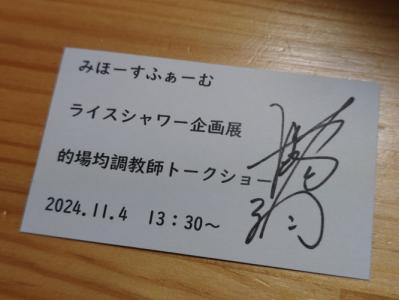 みほーすふぁーむ
ライスシャワー企画展
的場均調教師トークショー
2024.11.4　13：30～